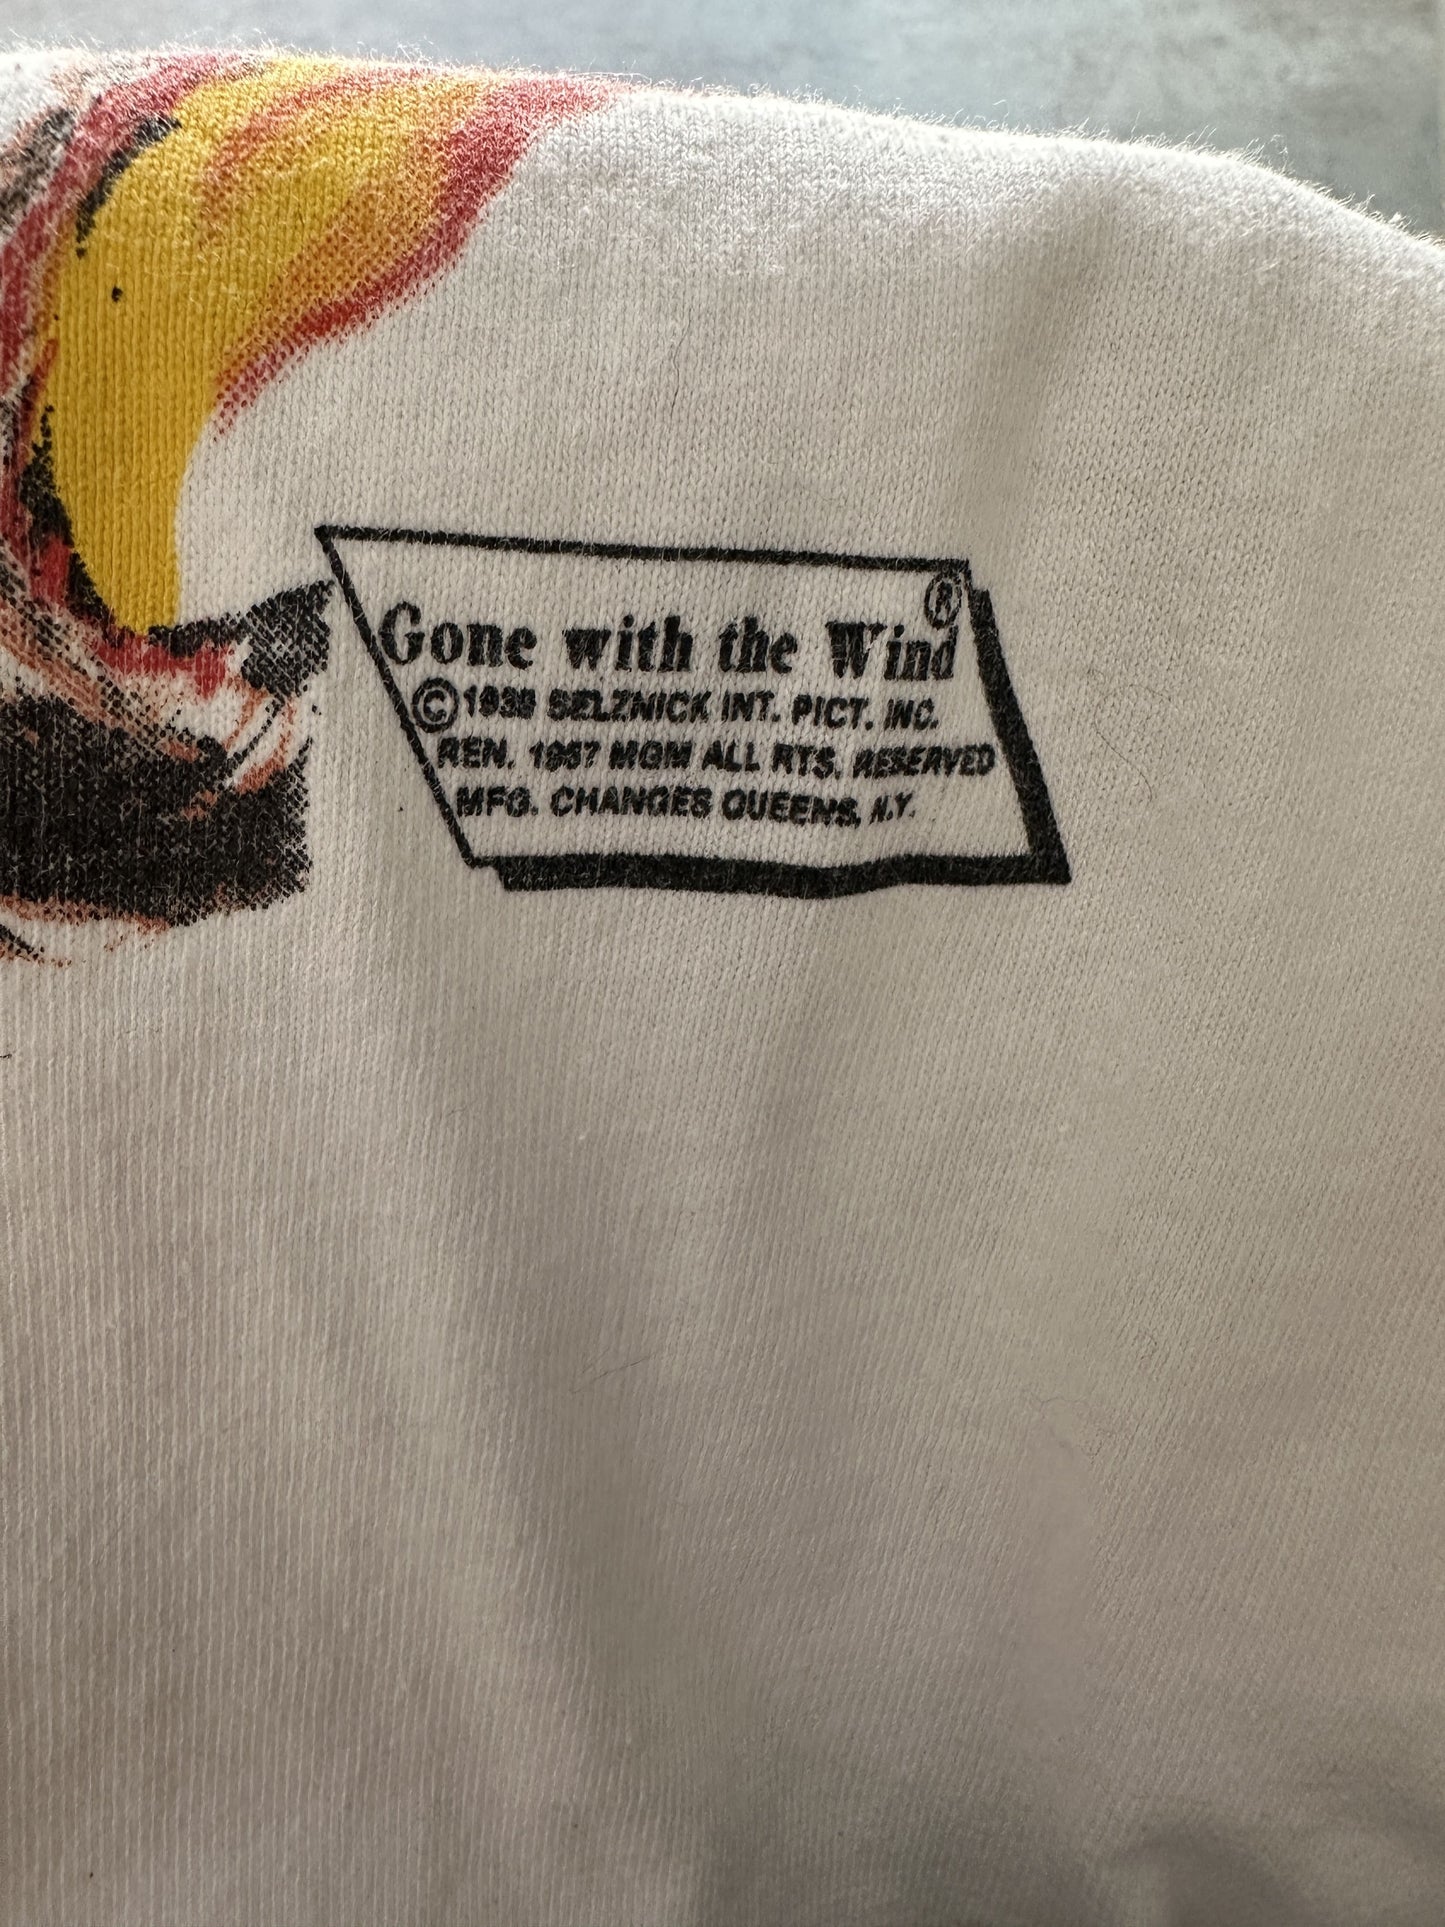 Gone with the Wind®
©1939 SELZNICK INT. PICT. INC.
REN. 1967 MGM ALL RTS. RESERVED
MFG. CHANGES QUEENS, N.Y.